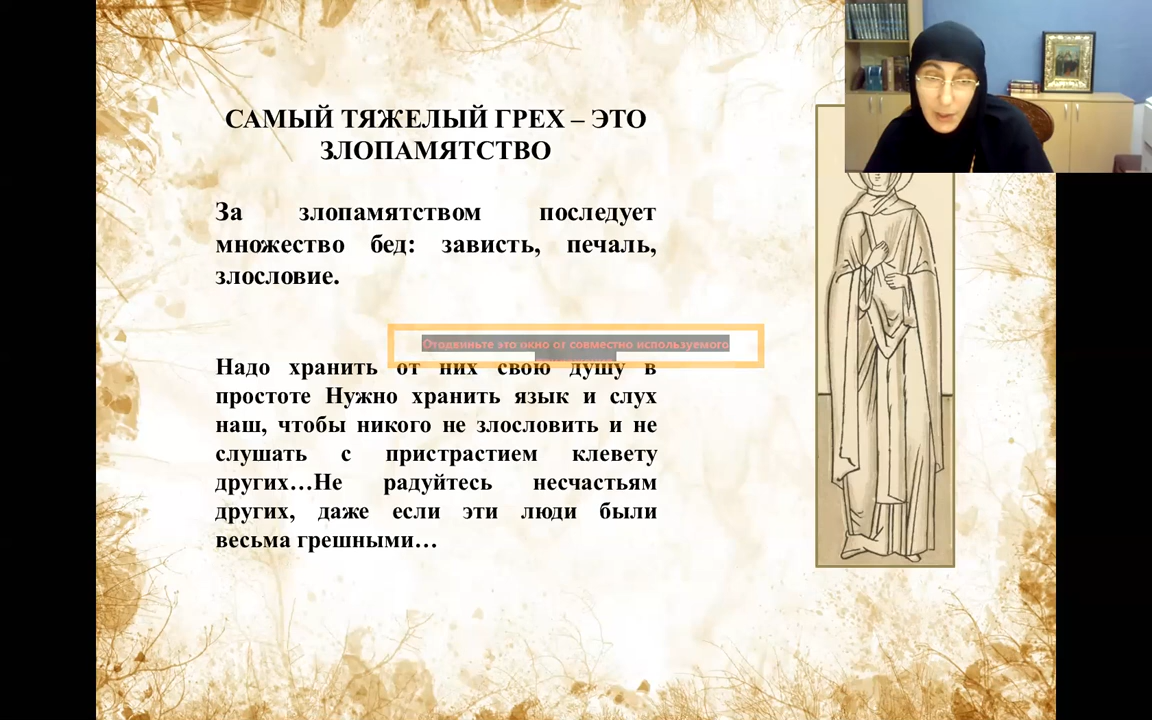 САМЫЙ ТЯЖЕЛЫЙ ГРЕХ – ЭТО
ЗЛОПАМЯТСТВО
За злопамятством последует
множество бед: зависть, печаль,
злословие.
Отодвиньте это окно от совместно используемого
Надо хранить от них свою душу в
простоте Нужно хранить язык и слух
наш, чтобы никого не злословить и не
слушать с пристрастием клевету
других…Не радуйтесь несчастьям
других, даже если эти люди были
весьма грешными…